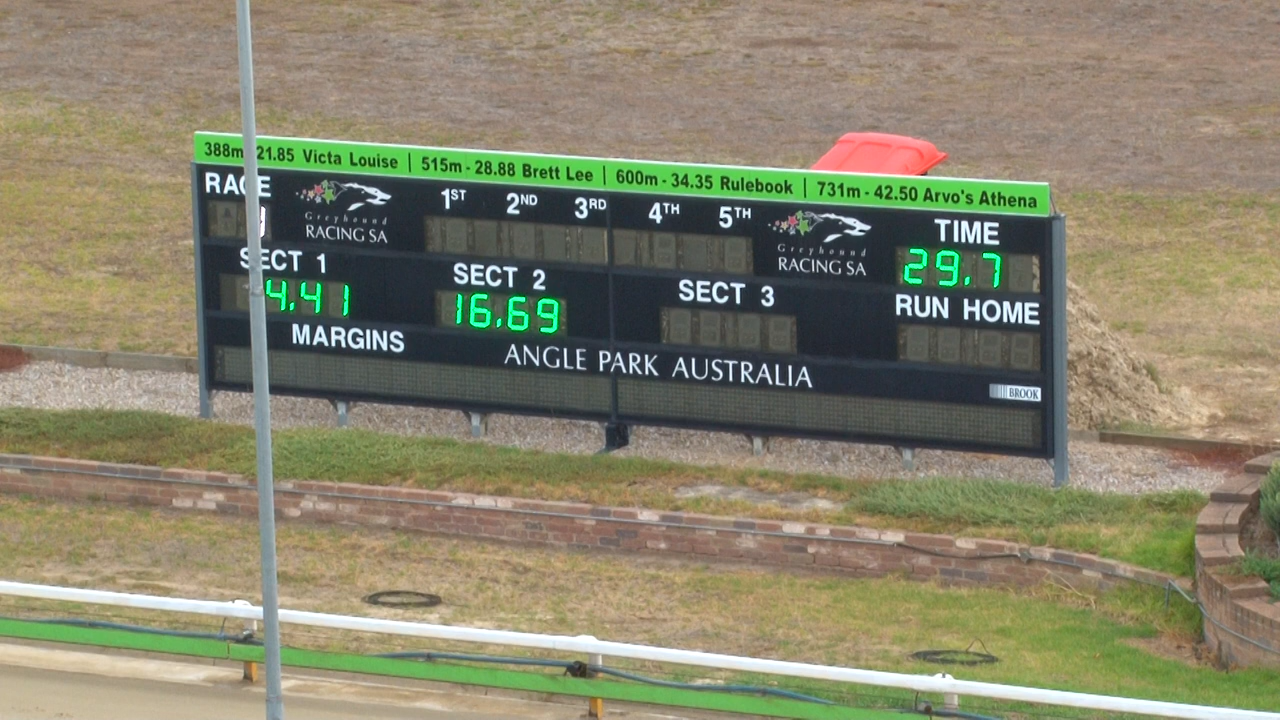 388m 21.85 Victa Louise | 515m - 28.88 Brett Lee | 600m - 34.35 Rulebook | 731m - 42.50 Arvo's Athena
RACE
Greyhound
RACING SA
1ST 2ND 3RD 4TH 5TH
Greyhound
RACING SA
TIME
29.7
SECT 1
4.41
SECT 2
16.69
SECT 3
RUN HOME
MARGINS
ANGLE PARK AUSTRALIA
BROOK